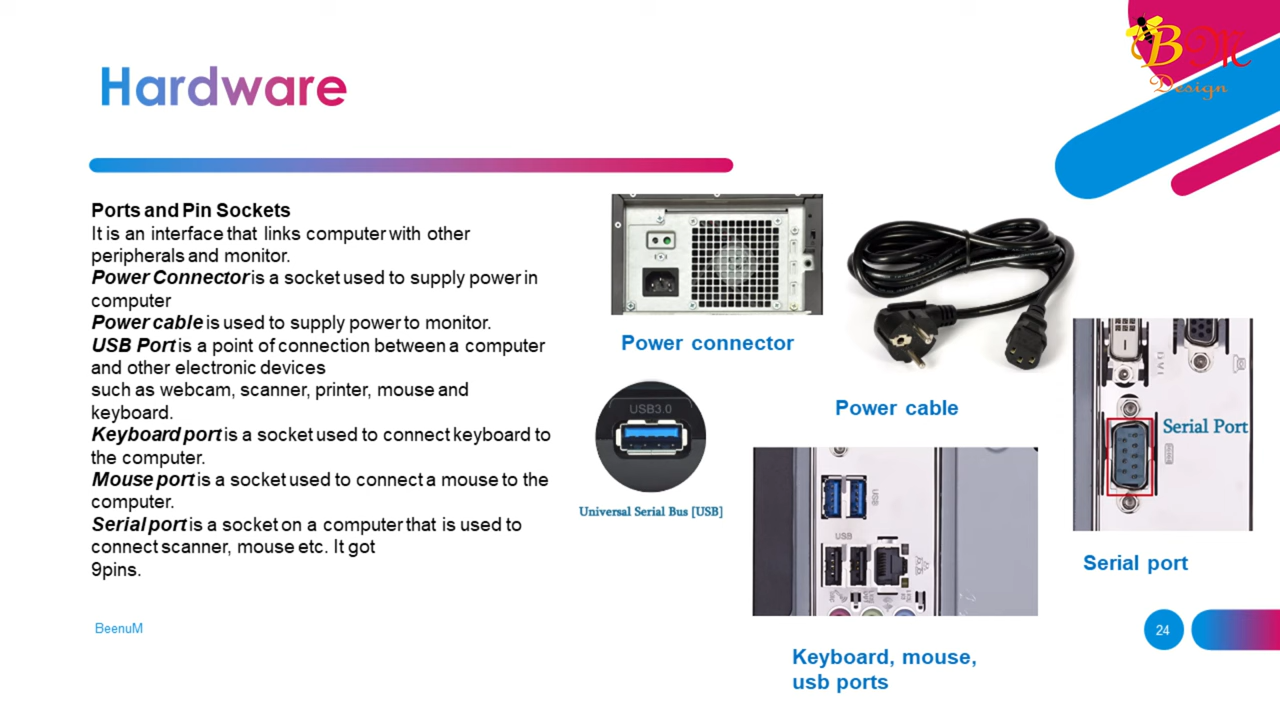 B M
Design
Hardware
Ports and Pin Sockets
It is an interface that links computer with other
peripherals and monitor.
Power Connector is a socket used to supply power in
computer
Power cable is used to supply power to monitor.
USB Port is a point of connection between a computer
and other electronic devices
such as webcam, scanner, printer, mouse and
keyboard.
Keyboard port is a socket used to connect keyboard to
the computer.
Mouse port is a socket used to connect a mouse to the
computer.
Serial port is a socket on a computer that is used to
connect scanner, mouse etc. It got
9pins.
Power connector
Power cable
USB3.0
Universal Serial Bus [USB]
USB
USB
Keyboard, mouse,
usb ports
DVI
Serial Port
Serial port
BeenuM
24